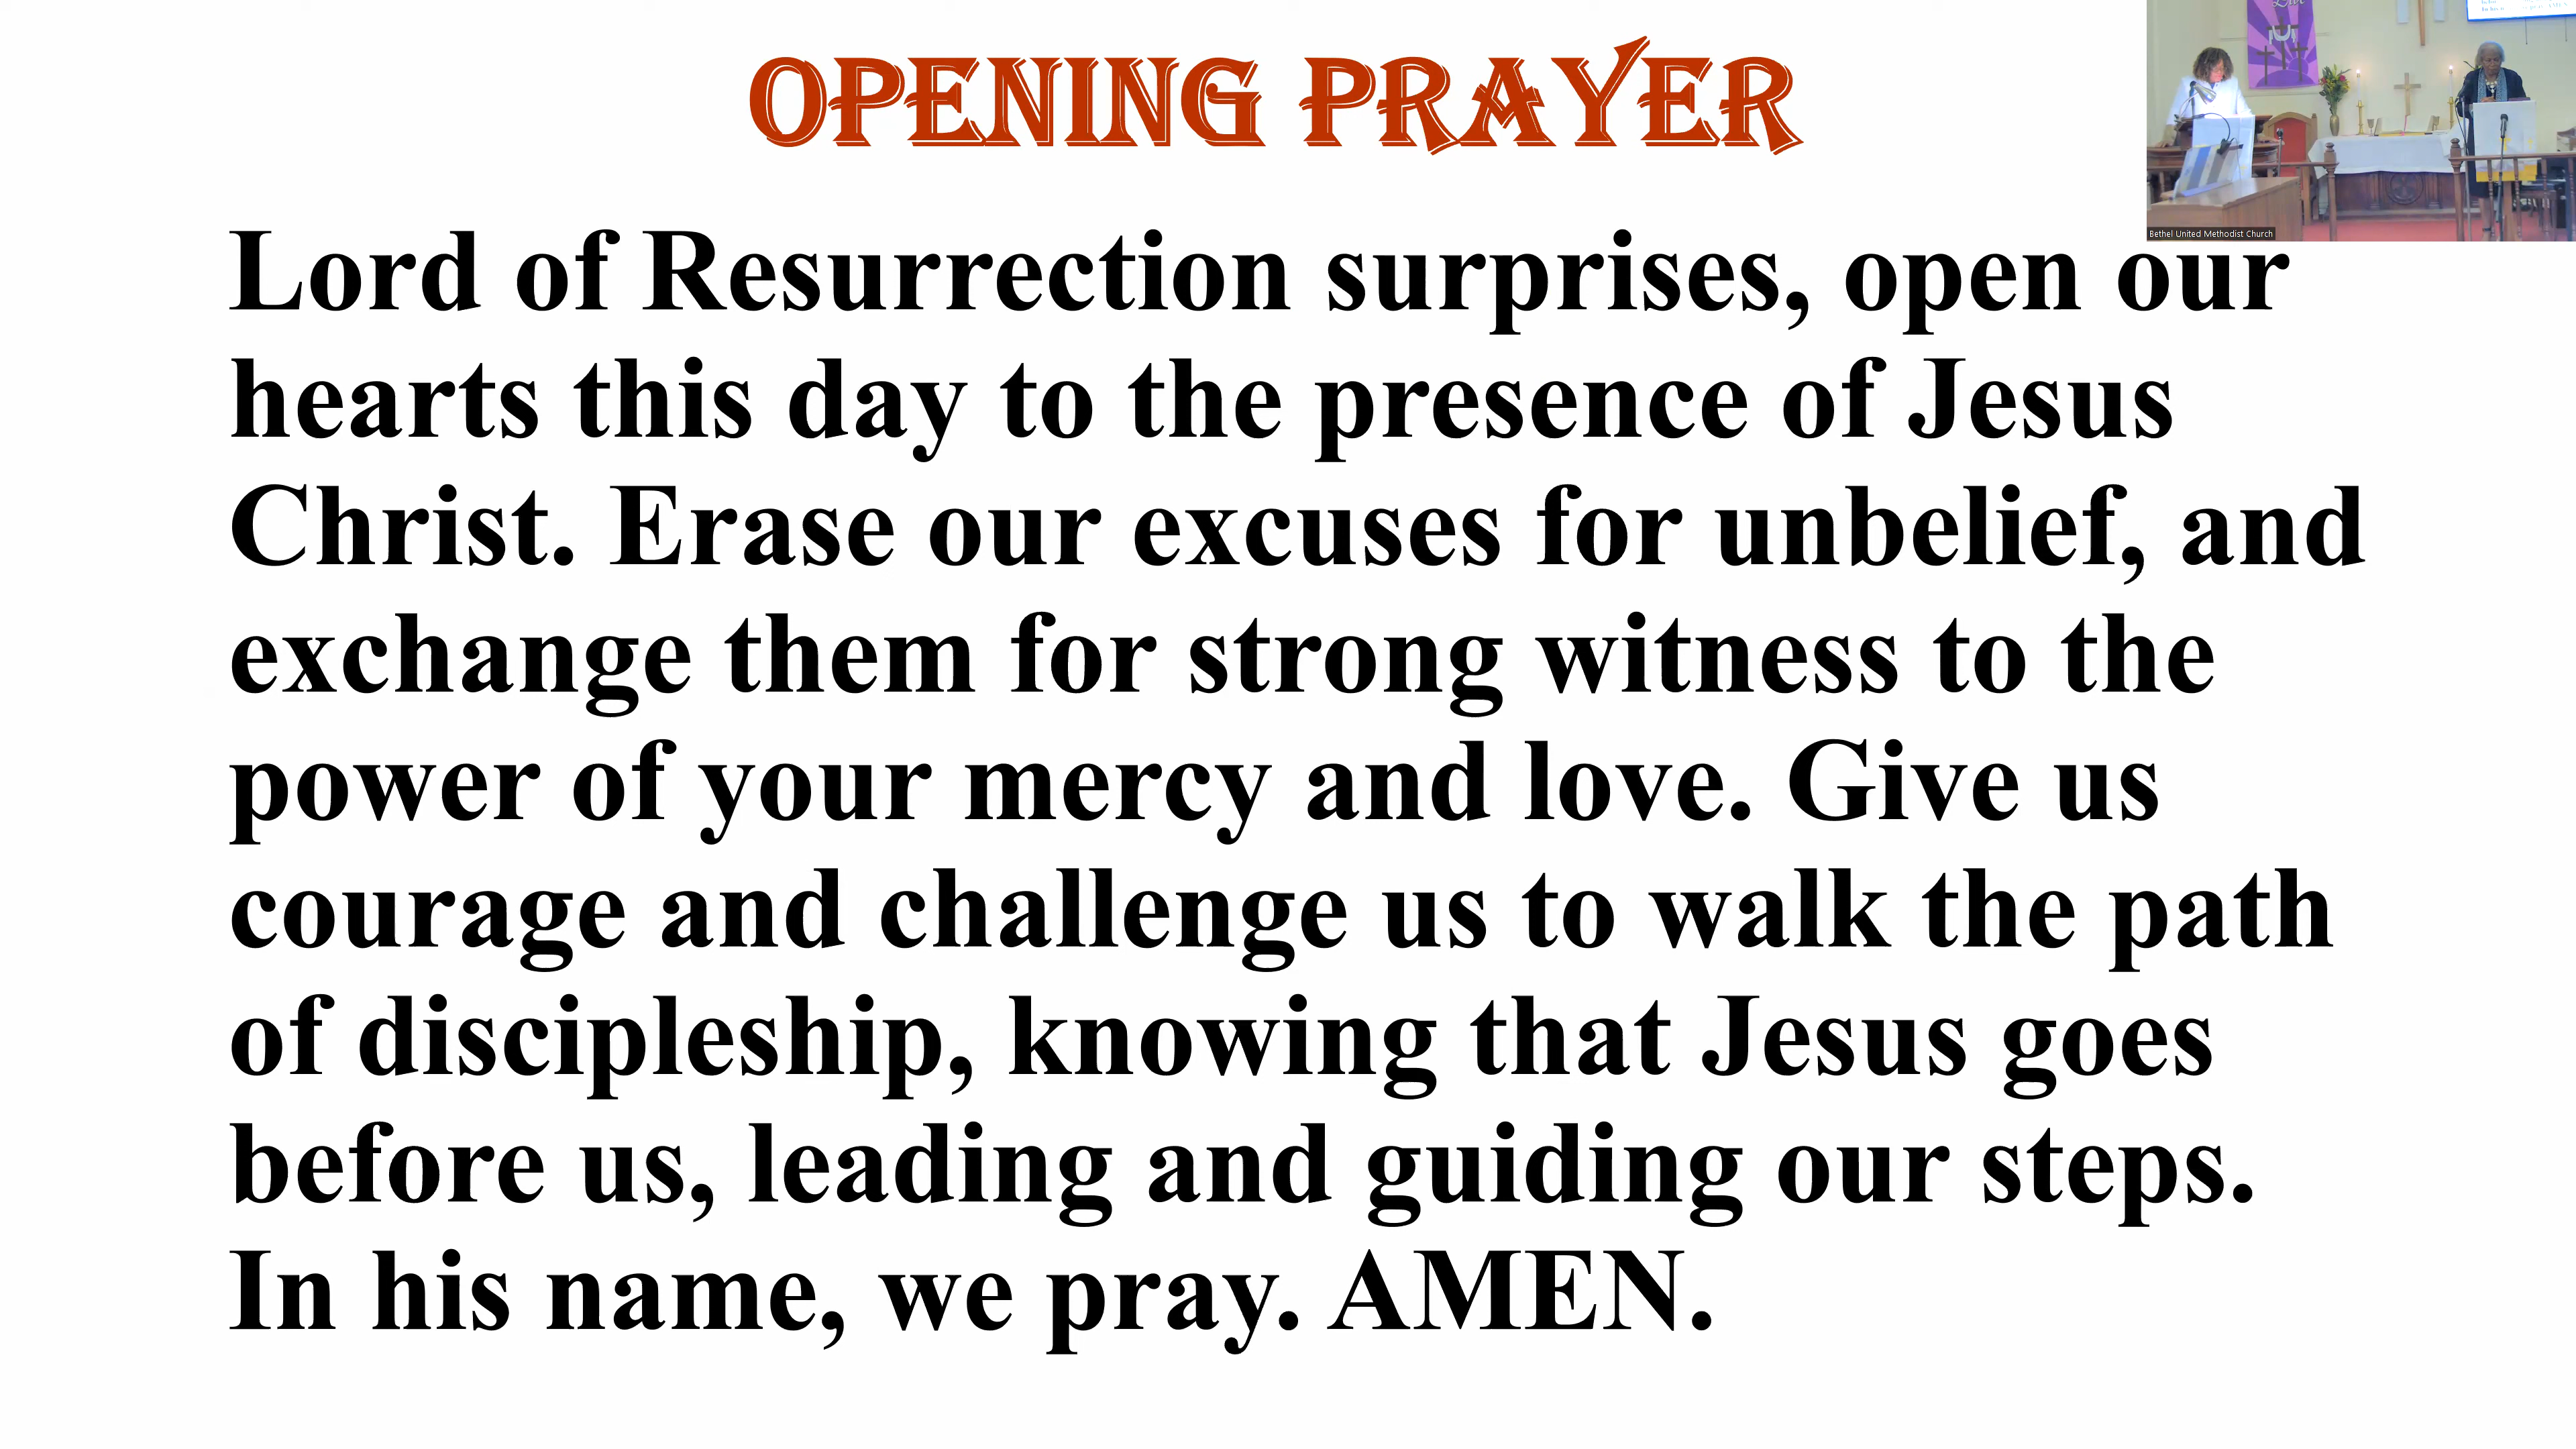 OPENING PRAYER
Lord of Resurrection surprises, open our
hearts this day to the presence of Jesus
Christ. Erase our excuses for unbelief, and
exchange them for strong witness to the
power of your mercy and love. Give us
courage and challenge us to walk the path
of discipleship, knowing that Jesus goes
before us, leading and guiding our steps.
In his name, we pray. AMEN.
Bethel United Methodist Church